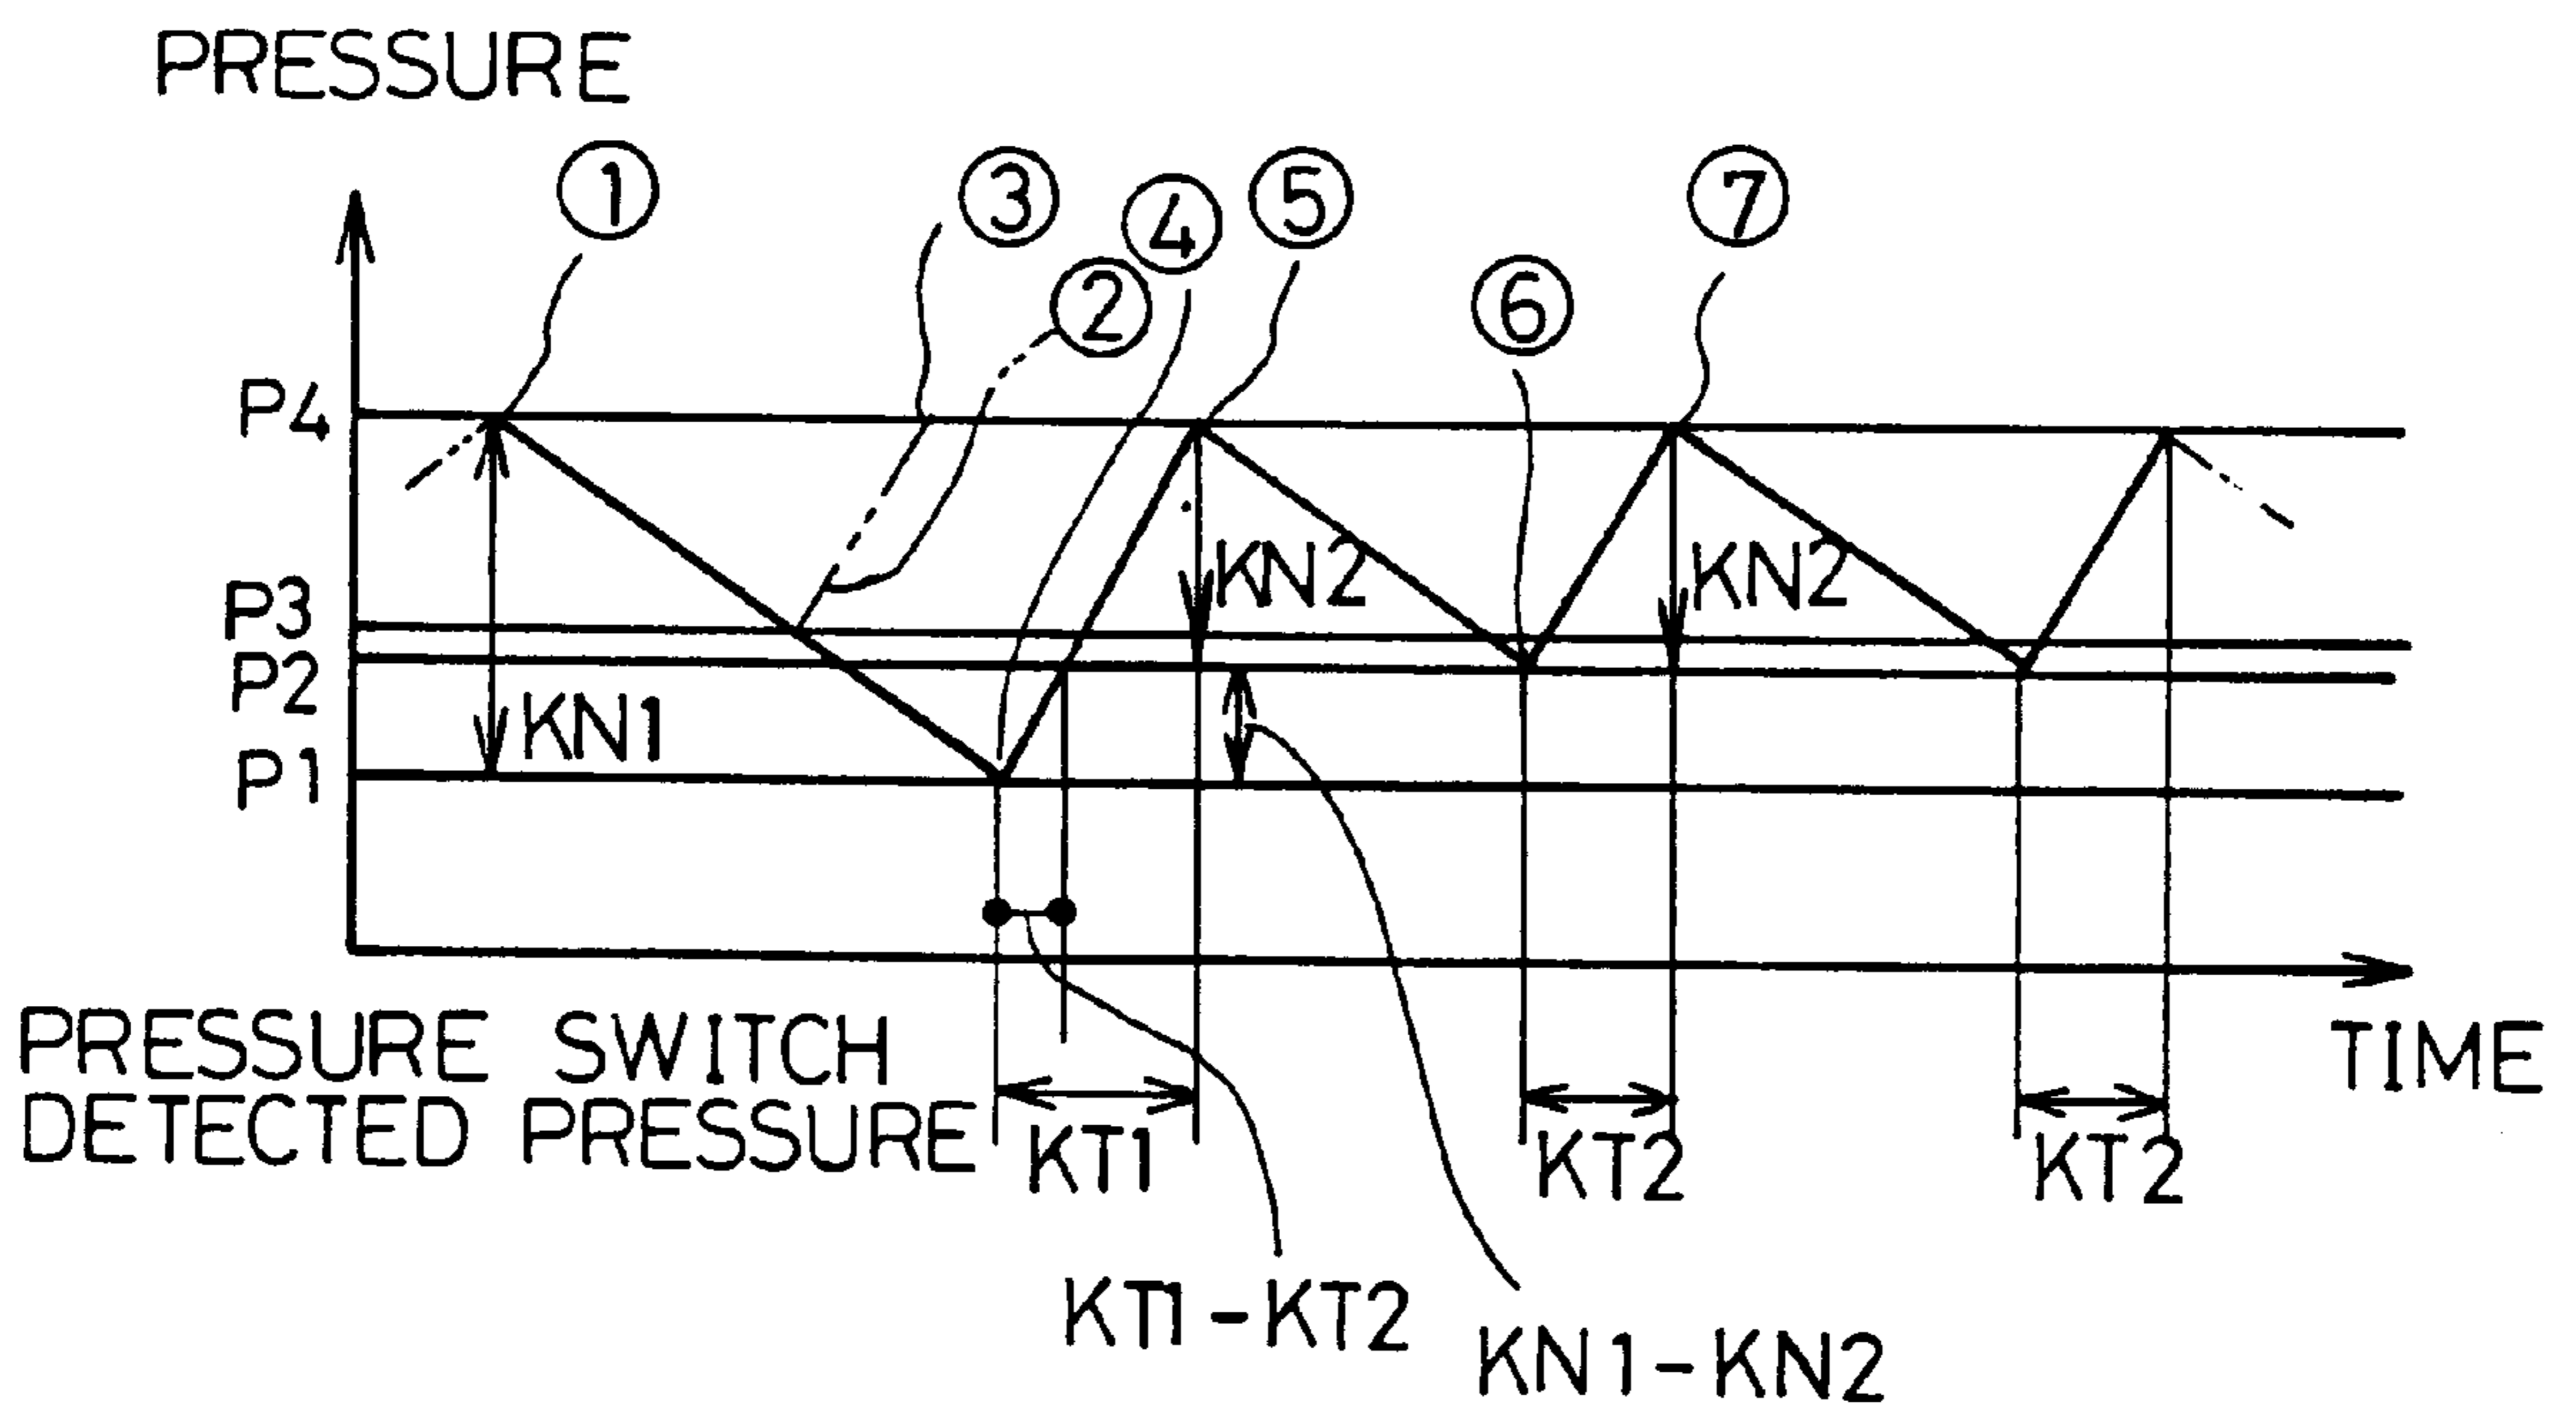 PRESSURE
① ③ ④ ⑤ ⑦
② ⑥
P4
P3
KN2 KN2
P2
KN1
P1
PRESSURE SWITCH
DETECTED PRESSURE
TIME
KT1 KT2 KT2
KT1-KT2
KN1-KN2